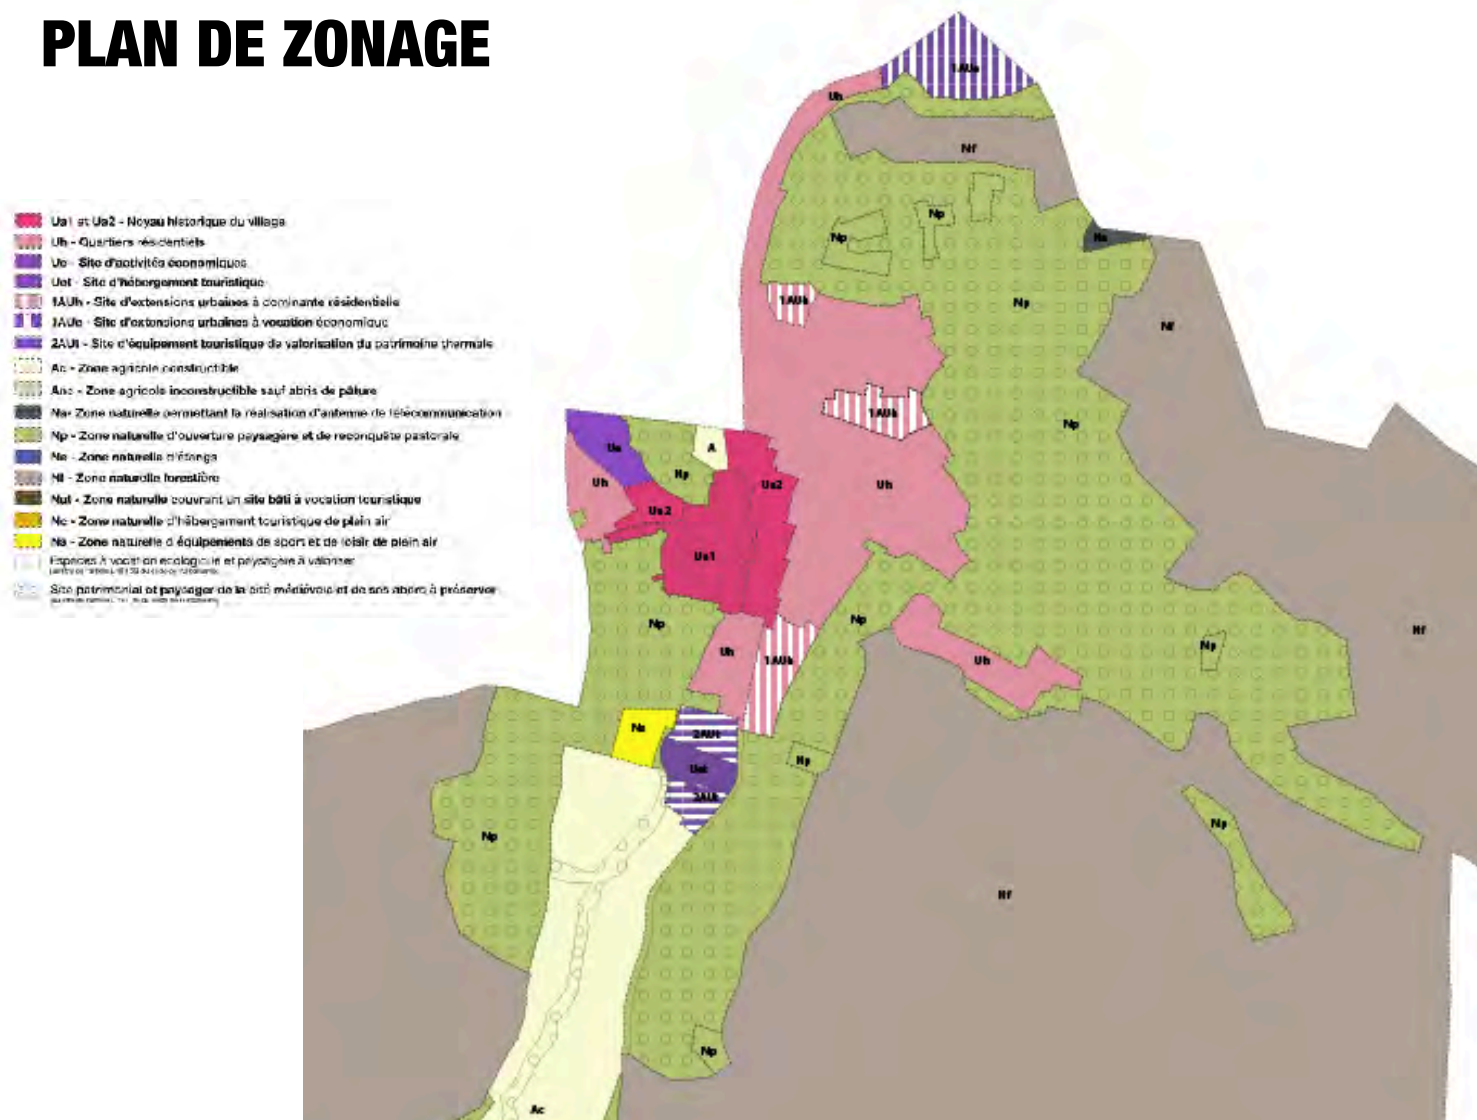 PLAN DE ZONAGE
Ua1 et Ua2 - Noyau historique du village
Uh - Quartiers résidentiels
Ue - Site d'activités économiques
Uet - Site d'hébergement touristique
1AUh - Site d'extensions urbaines à dominante résidentielle
1AUe - Site d'extensions urbaines à vocation économique
2AUt - Site d'équipement touristique de valorisation du patrimoine thermale
Ac - Zone agricole constructible
Anc - Zone agricole inconstructible sauf abris de pâture
Na- Zone naturelle permettant la réalisation d'antenne de télécommunication
Np - Zone naturelle d'ouverture paysagère et de reconquête pastorale
Ne - Zone naturelle d'étangs
Nf - Zone naturelle forestière
Nut - Zone naturelle couvrant un site bâti à vocation touristique
Nc - Zone naturelle d'hébergement touristique de plein air
Ns - Zone naturelle d'équipements de sport et de loisir de plein air
Espaces à vocation écologique et paysagère à valoriser
Site patrimonial et paysager de la cité médiévale et de ses abors à préserver
1AUe
Uh
Nf
Np
Np
Na
1AUh
Np
Nf
1AUh
Np
Ue
A
Np
Uh
Ua2
Uh
Ua2
Ua1
Np
Np
Nf
Uh
1AUh
Uh
Np
Ns
2AUt
Np
Uet
2AUt
Np
Np
Nf
Np
Ac